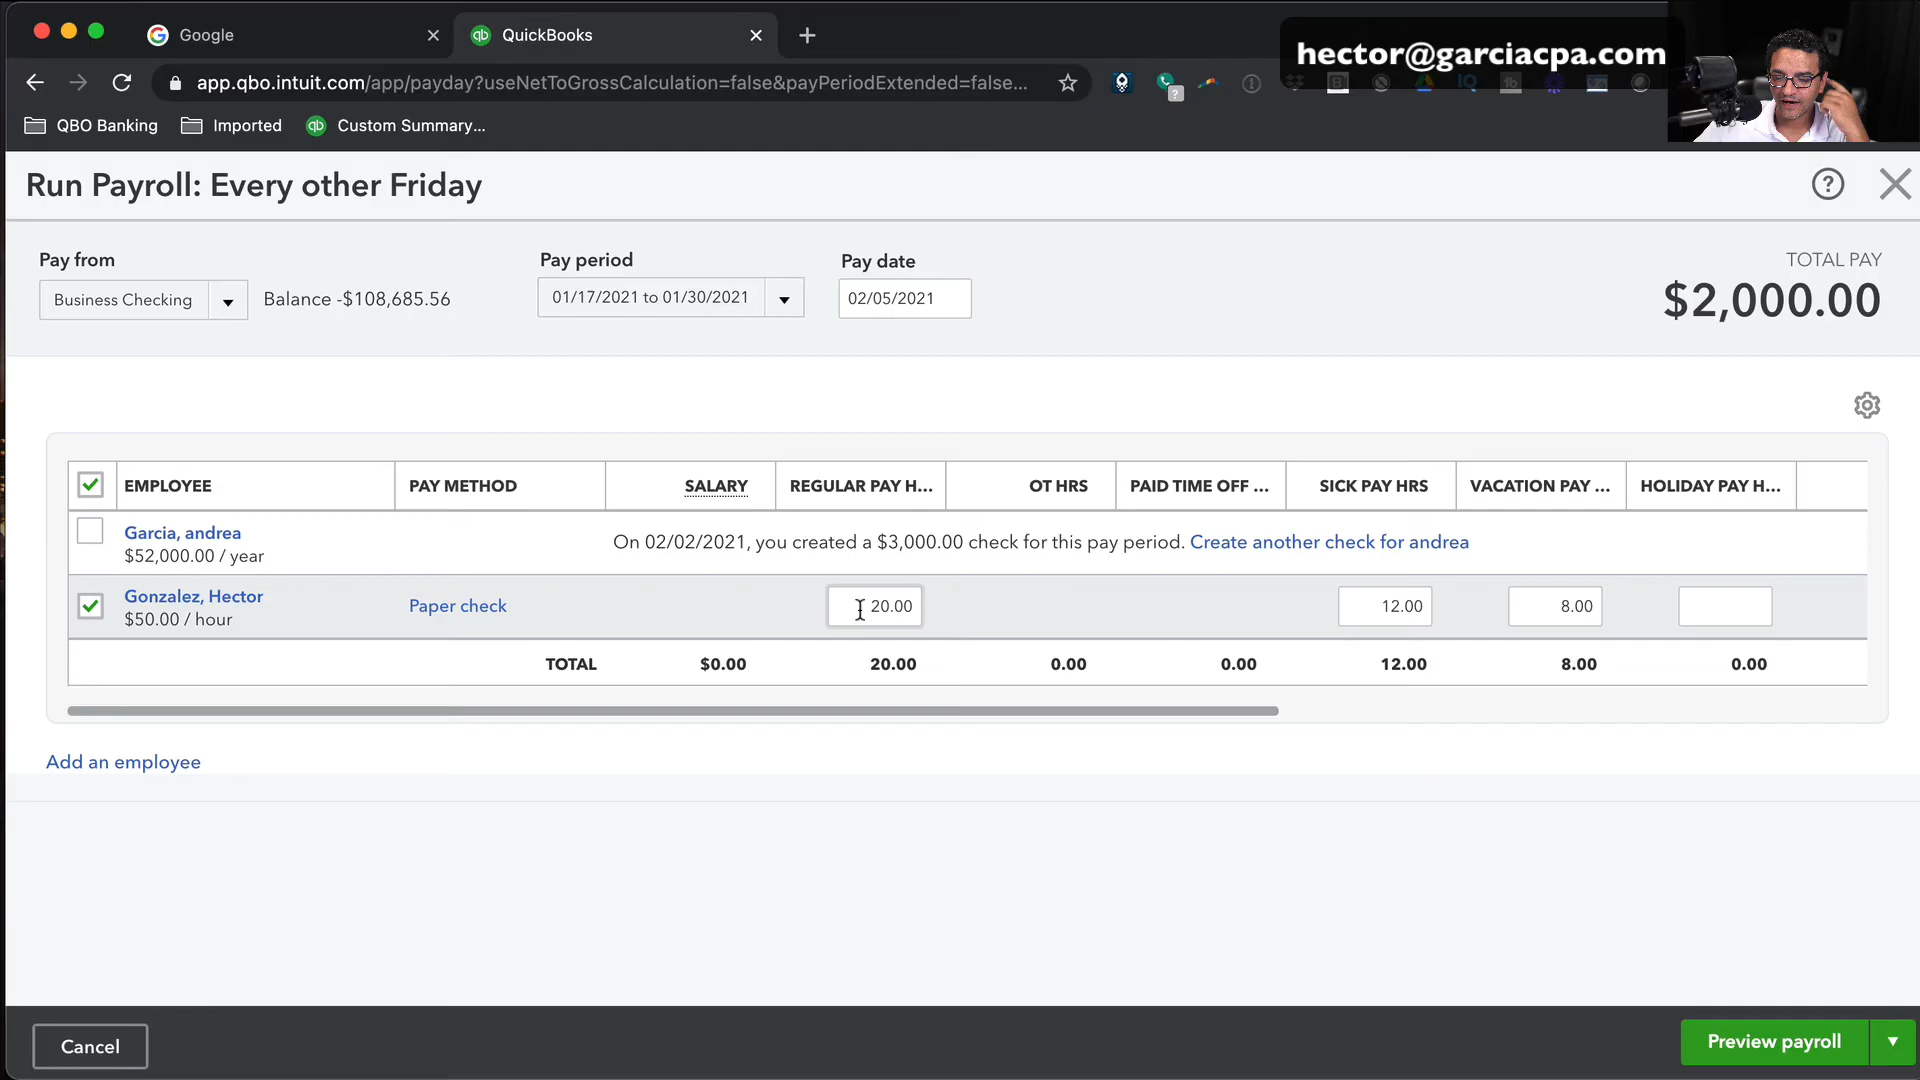 Google
QuickBooks
hector@garciacpa.com
app.qbo.intuit.com/app/payday?useNetToGrossCalculation=false&payPeriodExtended=false...
QBO Banking
Imported
Custom Summary...
Run Payroll: Every other Friday
Pay from
Pay period
Pay date
TOTAL PAY
Business Checking
Balance -$108,685.56
01/17/2021 to 01/30/2021
02/05/2021
$2,000.00
EMPLOYEE PAY METHOD SALARY REGULAR PAY H... OT HRS PAID TIME OFF ... SICK PAY HRS VACATION PAY ... HOLIDAY PAY H...
Garcia, andrea
$52,000.00 / year
On 02/02/2021, you created a $3,000.00 check for this pay period. Create another check for andrea
Gonzalez, Hector
$50.00 / hour
Paper check 20.00 12.00 8.00
TOTAL $0.00 20.00 0.00 0.00 12.00 8.00 0.00
Add an employee
Cancel
Preview payroll